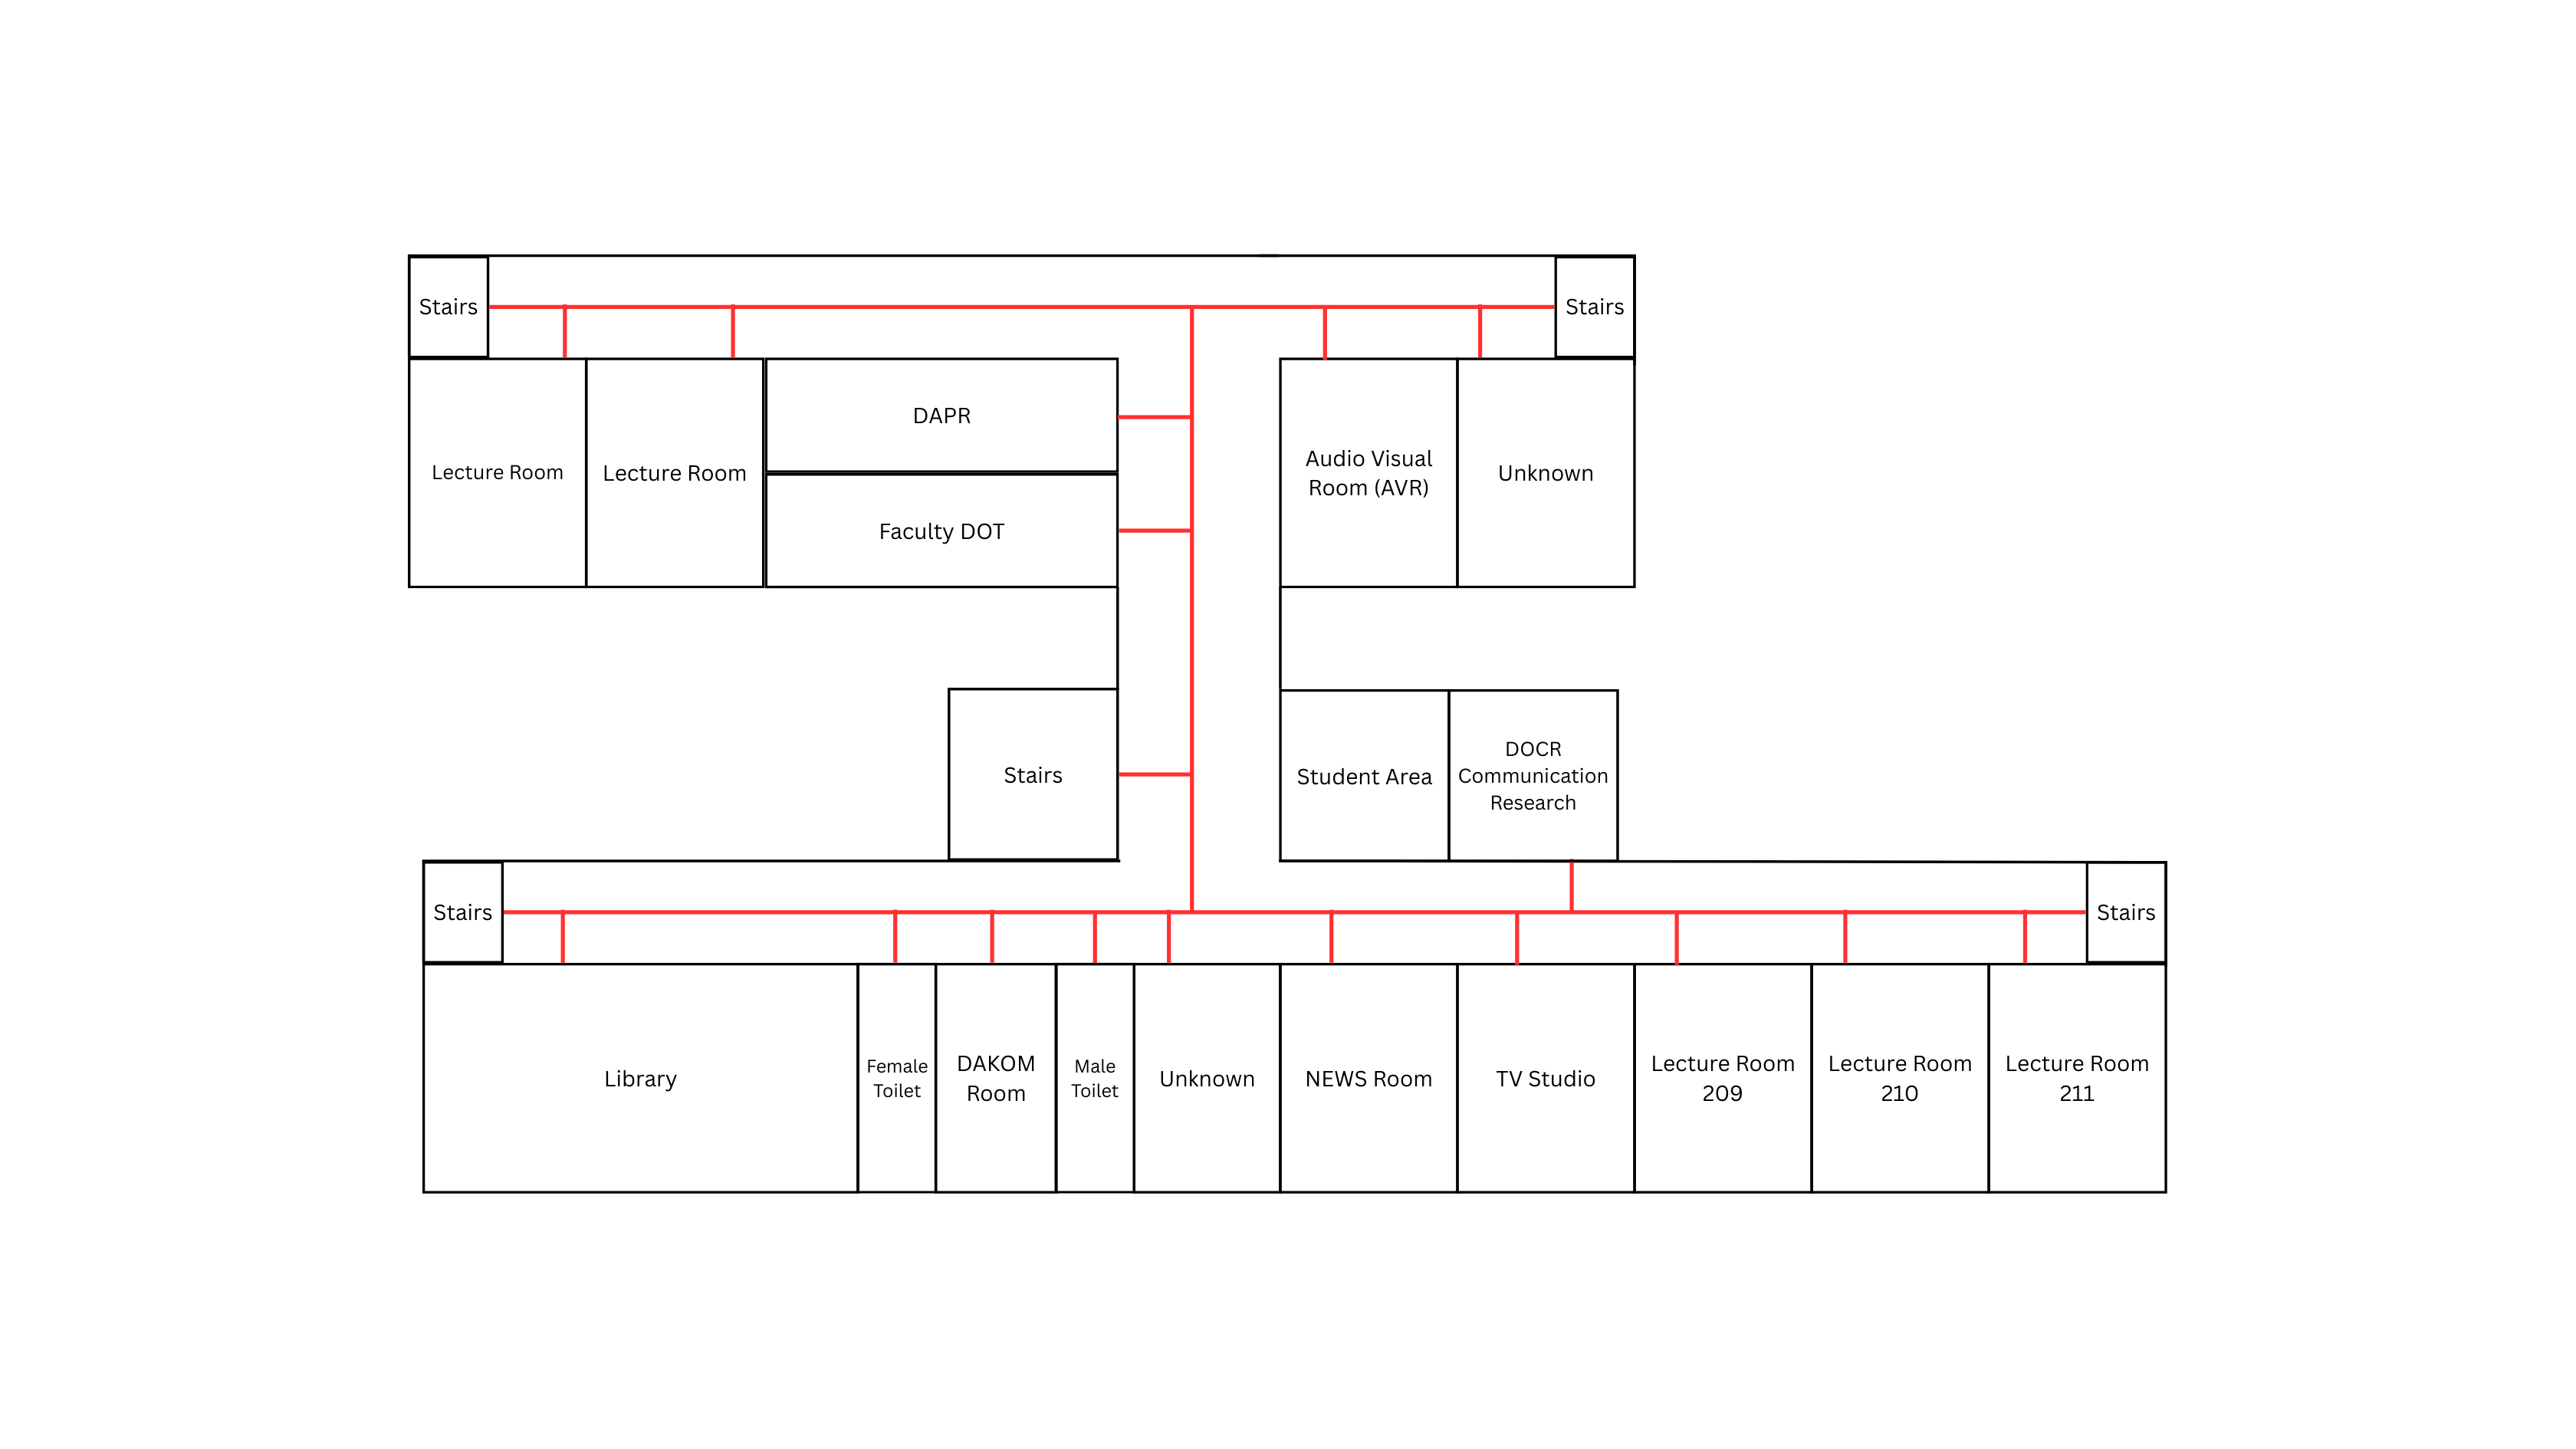 Stairs
Stairs
Lecture Room
Lecture Room
DAPR
Faculty DOT
Audio Visual
Room (AVR)
Unknown
Stairs
Student Area
DOCR
Communication
Research
Stairs
Stairs
Library
Female
Toilet
DAKOM
Room
Male
Toilet
Unknown
NEWS Room
TV Studio
Lecture Room
209
Lecture Room
210
Lecture Room
211